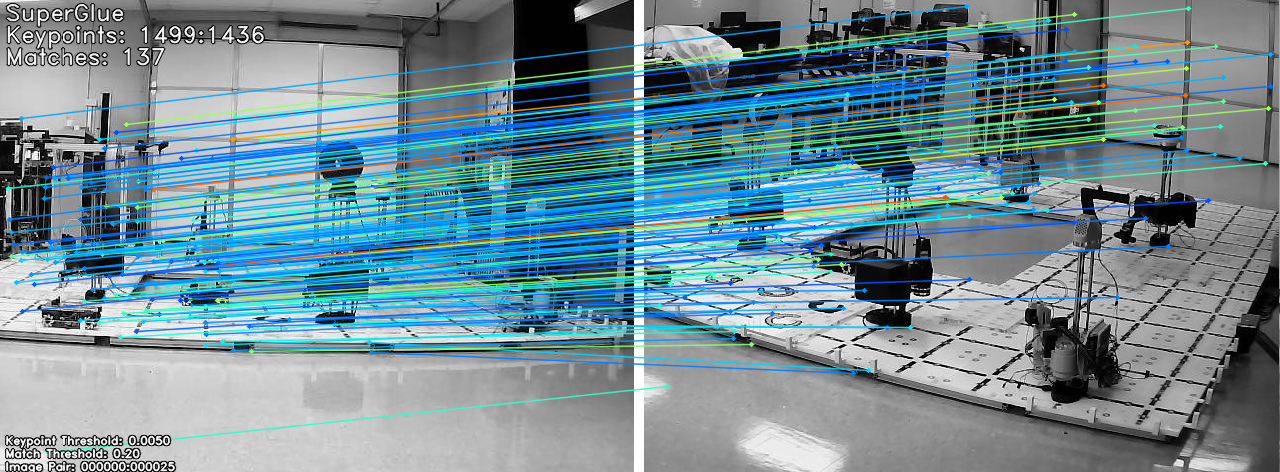 SuperGlue
Keypoints: 1499:1436
Matches: 137
Keypoint Threshold: 0.0050
Match Threshold: 0.20
Image Pair: 000000:000025